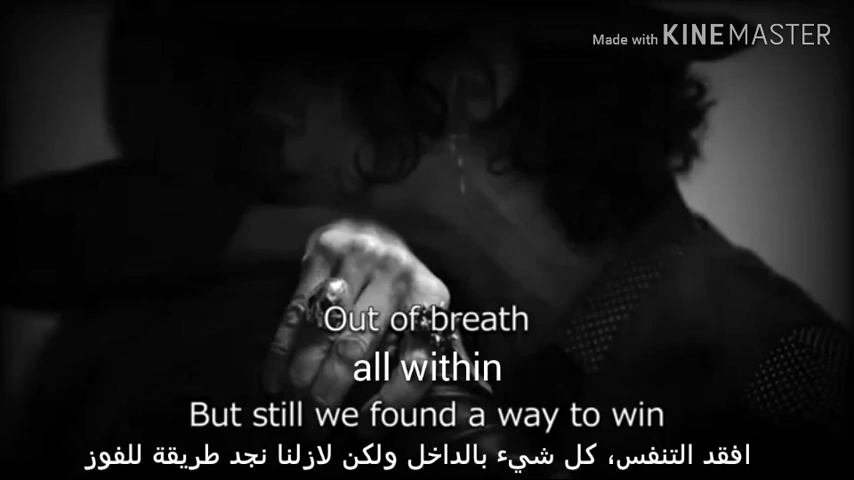 Made with KINEMASTER
Out of breath
all within
But still we found a way to win
افقد التنفس، كل شيء بالداخل ولكن لازلنا نجد طريقة للفوز